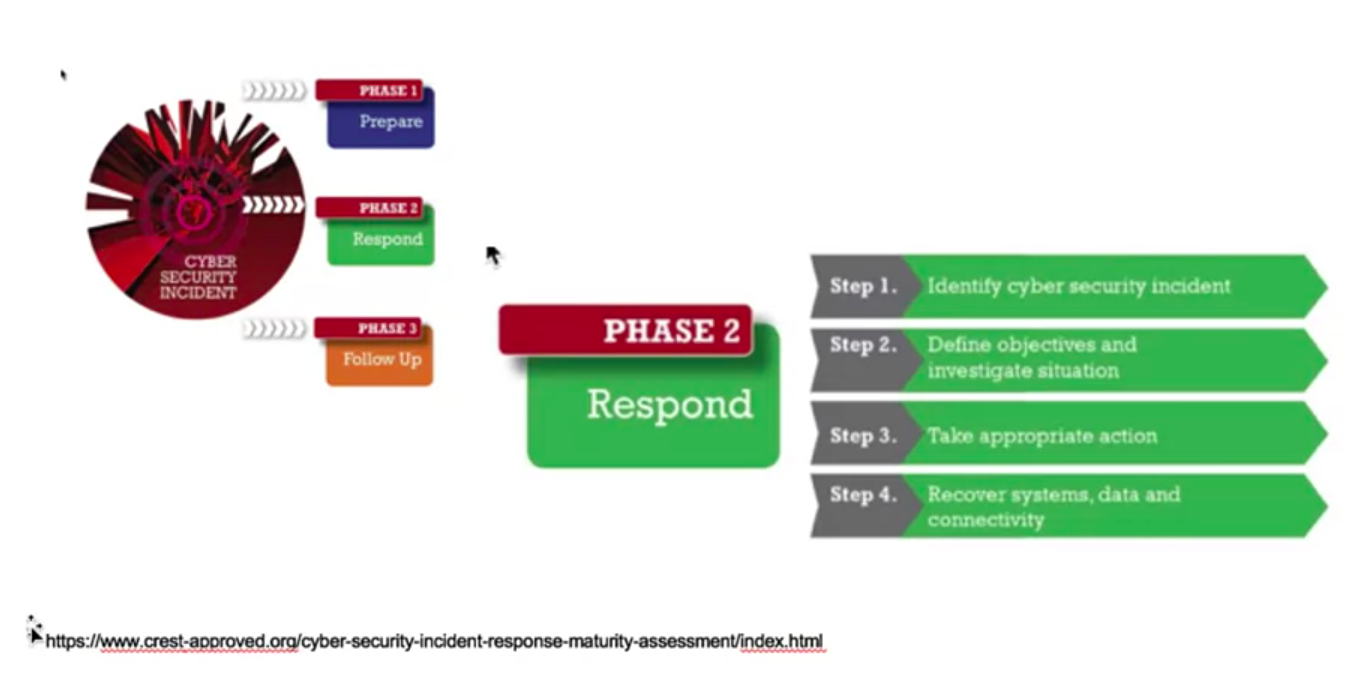 PHASE 1
Prepare
PHASE 2
Respond
CYBER
SECURITY
INCIDENT
PHASE 3
Follow Up
PHASE 2
Respond
Step 1. Identify cyber security incident
Step 2. Define objectives and
investigate situation
Step 3. Take appropriate action
Step 4. Recover systems, data and
connectivity
https://www.crest-approved.org/cyber-security-incident-response-maturity-assessment/index.html